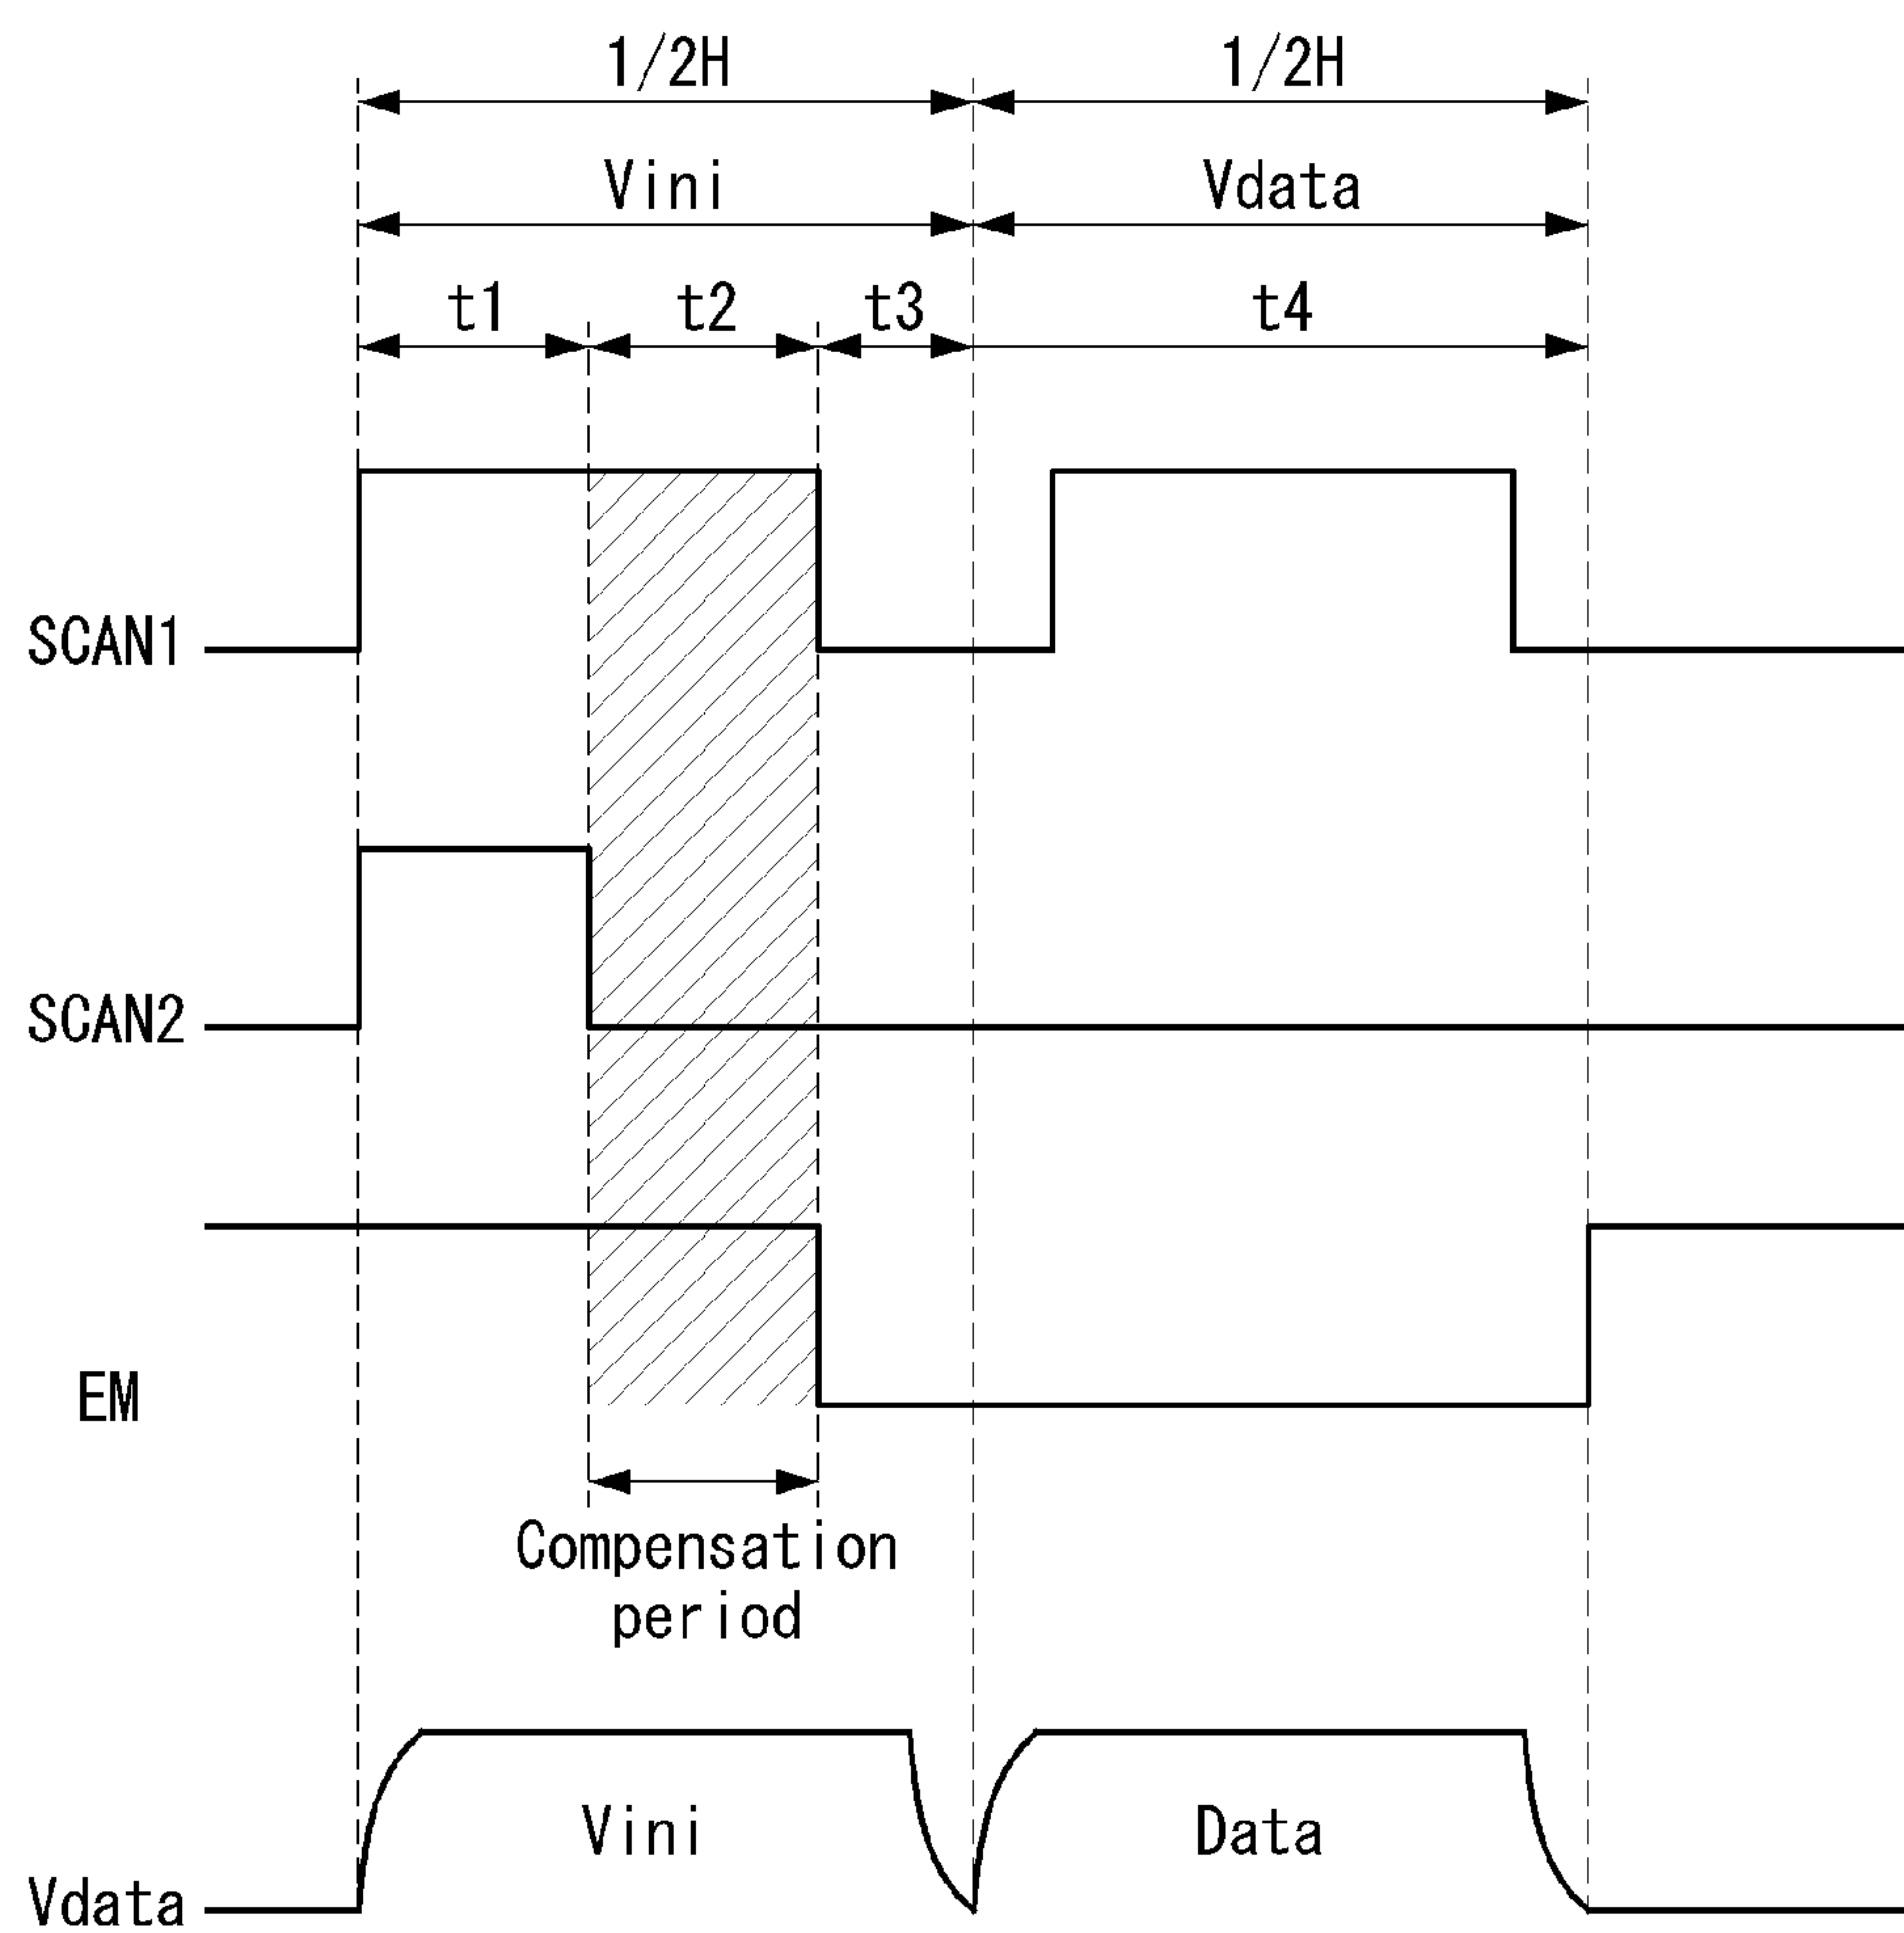 1/2H 1/2H
Vini Vdata
t1 t2 t3 t4
SCAN1
SCAN2
EM
Compensation
period
Vini Data
Vdata